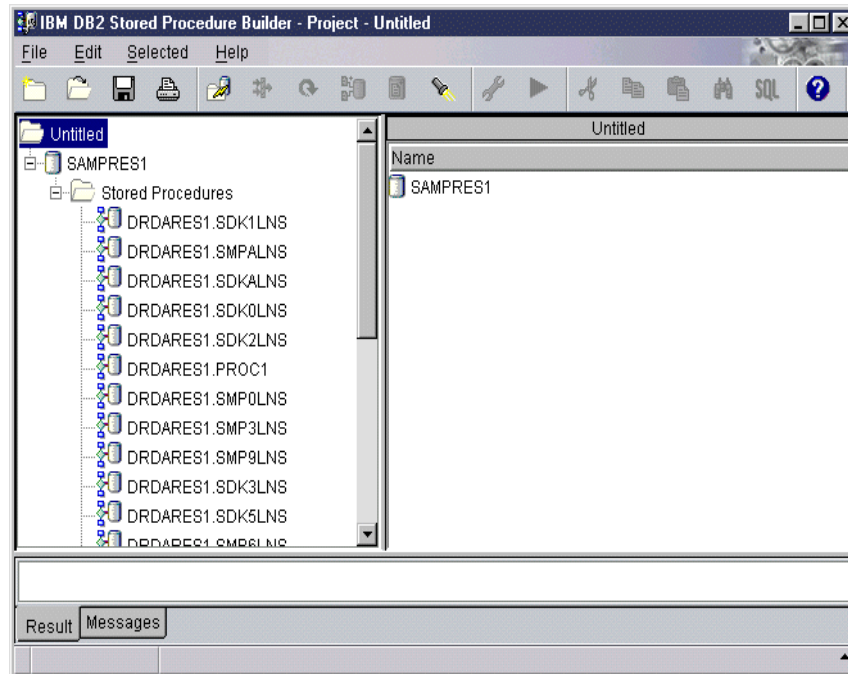 IBM DB2 Stored Procedure Builder - Project - Untitled
File Edit Selected Help
SQL
Untitled
SAMPRES1
Stored Procedures
DRDARES1.SDK1LNS
DRDARES1.SMPALNS
DRDARES1.SDKALNS
DRDARES1.SDK0LNS
DRDARES1.SDK2LNS
DRDARES1.PROC1
DRDARES1.SMP0LNS
DRDARES1.SMP3LNS
DRDARES1.SMP9LNS
DRDARES1.SDK3LNS
DRDARES1.SDK5LNS
DRDARES1.SMP6LNS
Untitled
Name
SAMPRES1
Result Messages